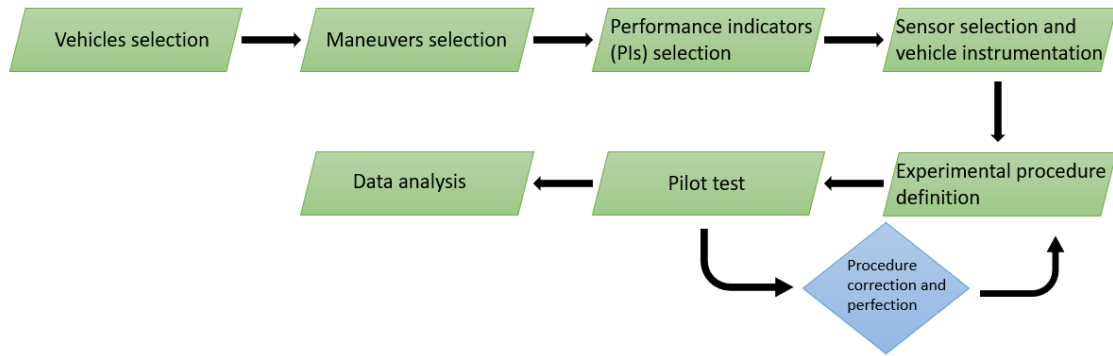 Vehicles selection
Maneuvers selection
Performance indicators
(PIs) selection
Sensor selection and
vehicle instrumentation
Data analysis
Pilot test
Experimental procedure
definition
Procedure
correction and
perfection